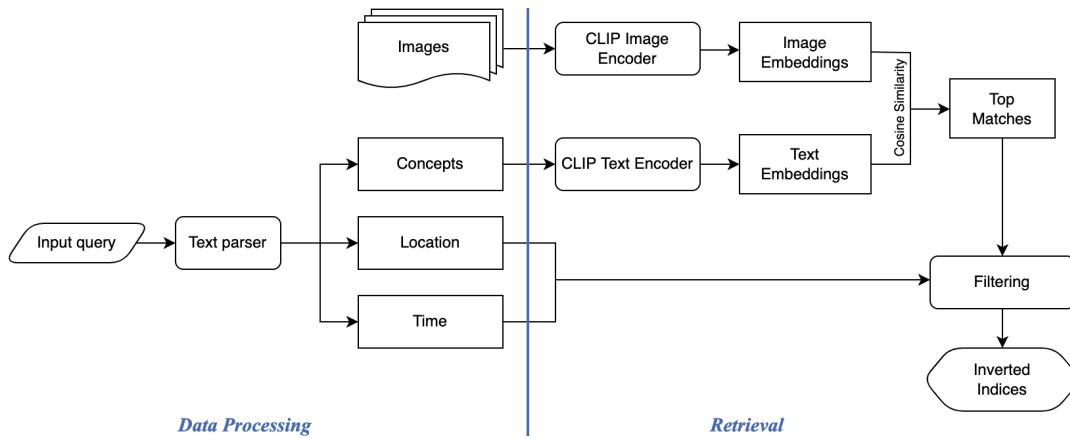 Images
CLIP Image
Encoder
Image
Embeddings
Cosine Similarity
Top
Matches
Concepts
CLIP Text Encoder
Text
Embeddings
Input query
Text parser
Location
Filtering
Time
Inverted
Indices
Data Processing
Retrieval